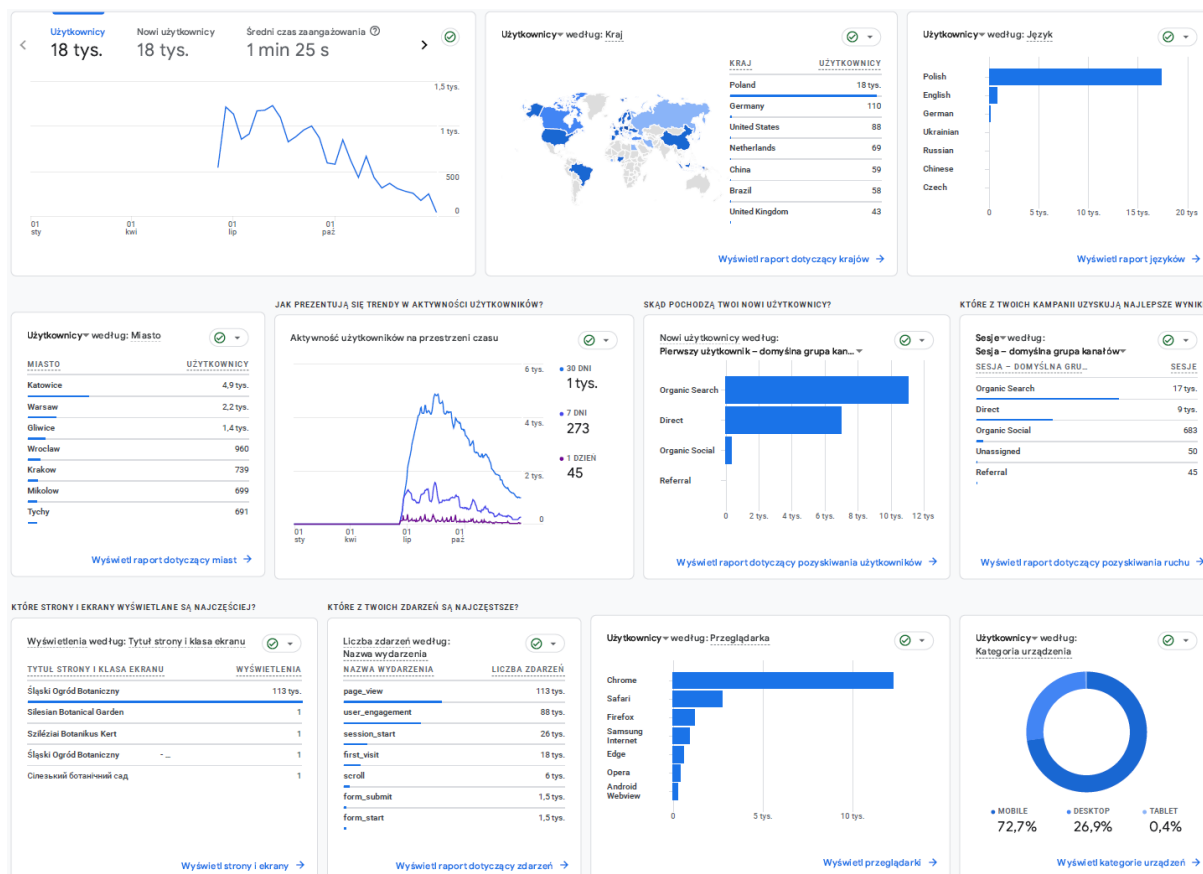 Użytkownicy
18 tys.
Nowi użytkownicy
18 tys.
Średni czas zaangażowania
1 min 25 s
1,5 tys.
1 tys.
500
0
01 sty
01 kwi
01 lip
01 paź
Użytkownicy według: Kraj
KRAJ UŻYTKOWNICY
Poland 18 tys.
Germany 110
United States 88
Netherlands 69
China 59
Brazil 58
United Kingdom 43
Wyświetl raport dotyczący krajów
Użytkownicy według: Język
Polish
English
German
Ukrainian
Russian
Chinese
Czech
0 5 tys. 10 tys. 15 tys. 20 tys
Wyświetl raport języków
Użytkownicy według: Miasto
MIASTO UŻYTKOWNICY
Katowice 4,9 tys.
Warsaw 2,2 tys.
Gliwice 1,4 tys.
Wroclaw 960
Krakow 739
Mikolow 699
Tychy 691
Wyświetl raport dotyczący miast
JAK PREZENTUJĄ SIĘ TRENDY W AKTYWNOŚCI UŻYTKOWNIKÓW?
Aktywność użytkowników na przestrzeni czasu
6 tys.
4 tys.
2 tys.
0
01 sty
01 kwi
01 lip
01 paź
30 DNI
1 tys.
7 DNI
273
1 DZIEŃ
45
SKĄD POCHODZĄ TWOI NOWI UŻYTKOWNICY?
Nowi użytkownicy według:
Pierwszy użytkownik – domyślna grupa kan...
Organic Search
Direct
Organic Social
Referral
0 2 tys. 4 tys. 6 tys. 8 tys. 10 tys. 12 tys
Wyświetl raport dotyczący pozyskiwania użytkowników
KTÓRE Z TWOICH KAMPANII UZYSKUJĄ NAJLEPSZE WYNIK
Sesje według:
Sesja – domyślna grupa kanałów
SESJA – DOMYŚLNA GRU... SESJE
Organic Search 17 tys.
Direct 9 tys.
Organic Social 683
Unassigned 50
Referral 45
Wyświetl raport dotyczący pozyskiwania ruchu
KTÓRE STRONY I EKRANY WYŚWIETLANE SĄ NAJCZĘŚCIEJ?
Wyświetlenia według: Tytuł strony i klasa ekranu
TYTUŁ STRONY I KLASA EKRANU WYŚWIETLENIA
Śląski Ogród Botaniczny 113 tys.
Silesian Botanical Garden 1
Sziléziai Botanikus Kert 1
Śląski Ogród Botaniczny - ... 1
Сілезький ботанічний сад 1
Wyświetl strony i ekrany
KTÓRE Z TWOICH ZDARZEŃ SĄ NAJCZĘSTSZE?
Liczba zdarzeń według:
Nazwa wydarzenia
NAZWA WYDARZENIA LICZBA ZDARZEŃ
page_view 113 tys.
user_engagement 88 tys.
session_start 26 tys.
first_visit 18 tys.
scroll 6 tys.
form_submit 1,5 tys.
form_start 1,5 tys.
Wyświetl raport dotyczący zdarzeń
Użytkownicy według: Przeglądarka
Chrome
Safari
Firefox
Samsung
Internet
Edge
Opera
Android
Webview
0 5 tys. 10 tys.
Wyświetl przeglądarki
Użytkownicy według:
Kategoria urządzenia
MOBILE
72,7%
DESKTOP
26,9%
TABLET
0,4%
Wyświetl kategorie urządzeń